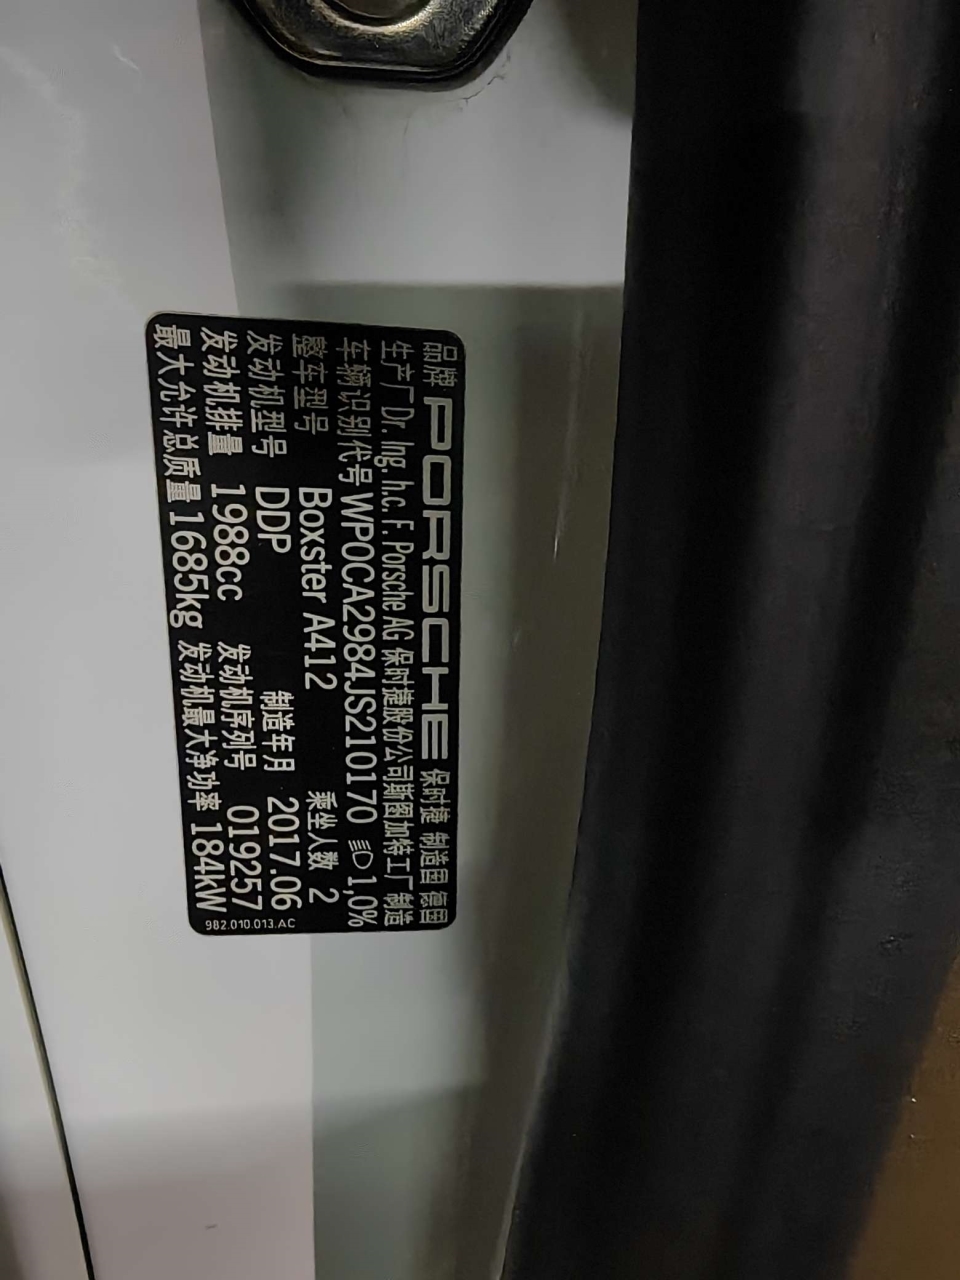 品牌 PORSCHE 保时捷 制造国 德国
生产厂 Dr. Ing. h.c. F. Porsche AG 保时捷股份公司斯图加特工厂 制造
车辆识别代号 WP0CA2984JS210170 1,0%
整车型号 Boxster A412 乘坐人数 2
发动机型号 DDP 制造年月 2017.06
发动机排量 1988cc 发动机序列号 019257
最大允许总质量 1685kg 发动机最大净功率 184kW
982.010.013.AC